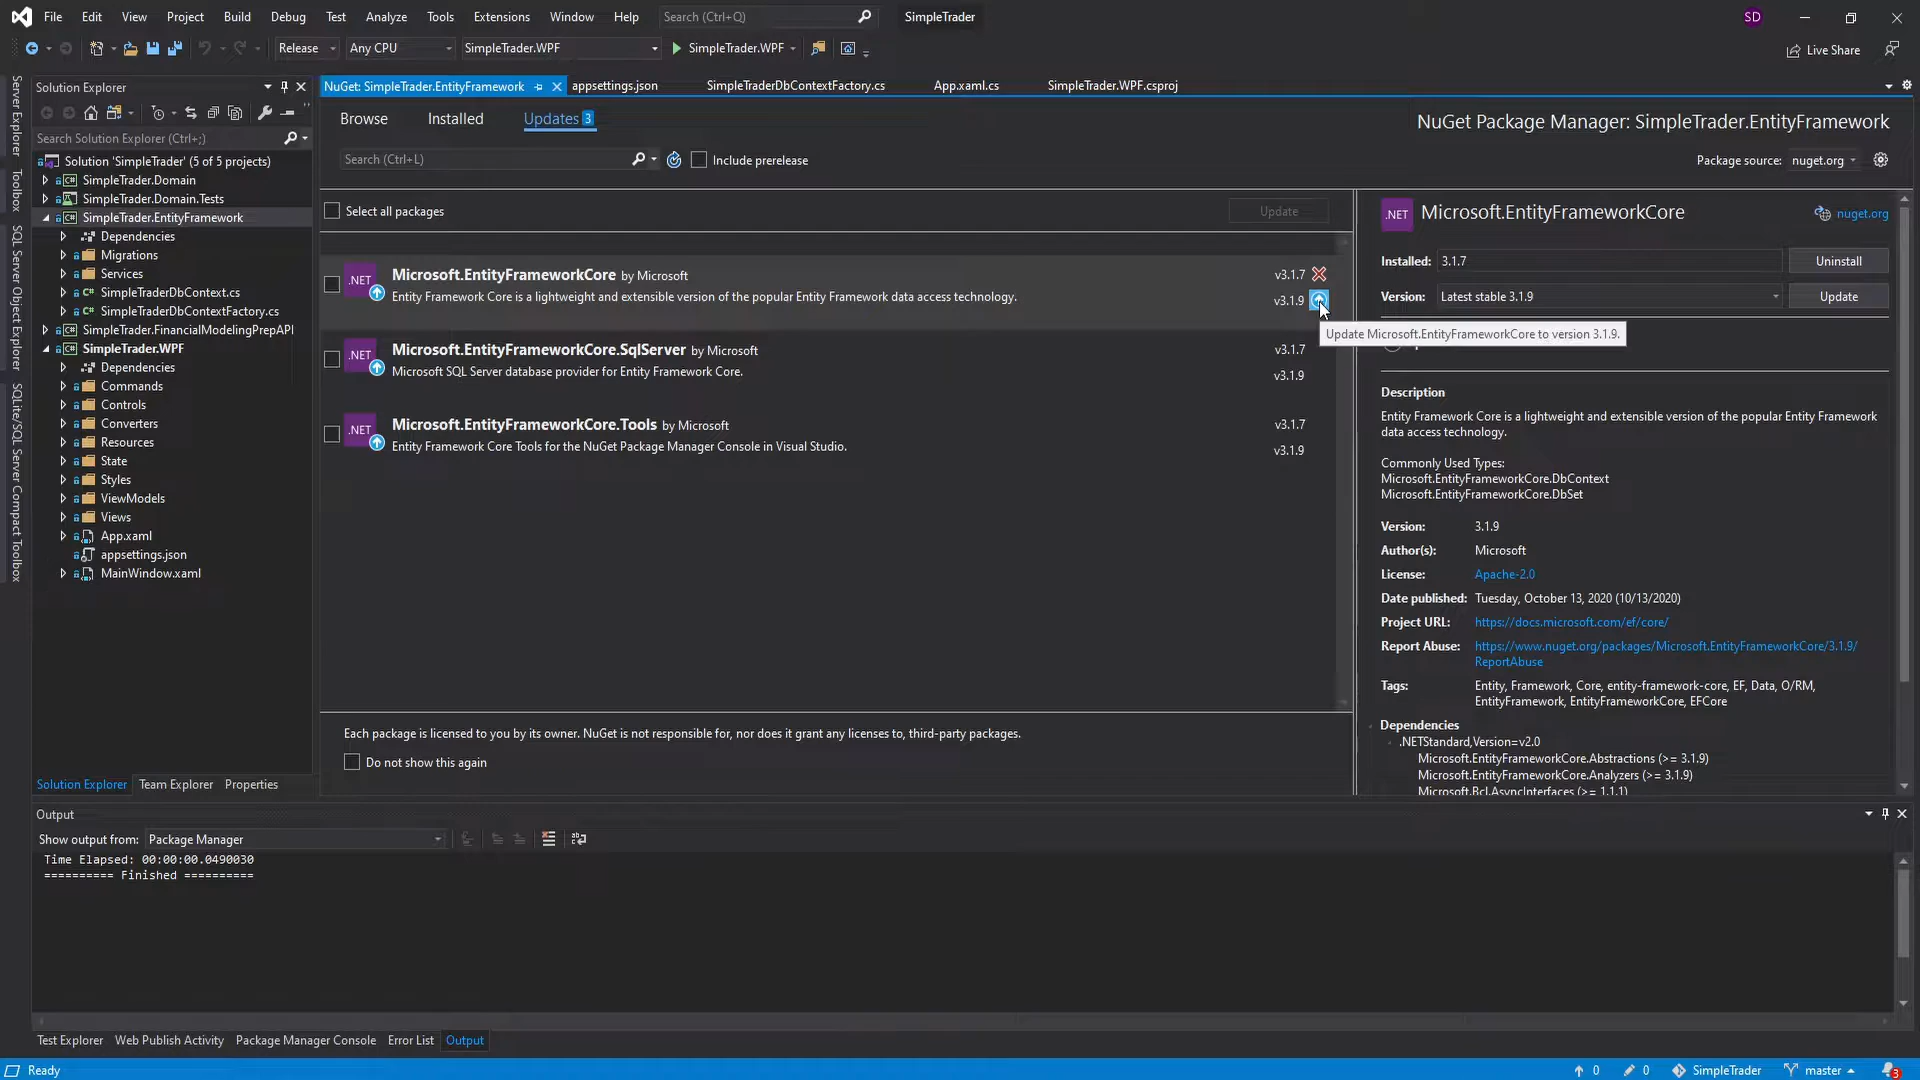 File Edit View Project Build Debug Test Analyze Tools Extensions Window Help Search (Ctrl+Q) SimpleTrader SD
Release Any CPU SimpleTrader.WPF SimpleTrader.WPF Live Share
Server Explorer
Toolbox
SQL Server Object Explorer
SQLite/SQL Server Compact Toolbox
Solution Explorer
Search Solution Explorer (Ctrl+;)
Solution 'SimpleTrader' (5 of 5 projects)
SimpleTrader.Domain
SimpleTrader.Domain.Tests
SimpleTrader.EntityFramework
Dependencies
Migrations
Services
SimpleTraderDbContext.cs
SimpleTraderDbContextFactory.cs
SimpleTrader.FinancialModelingPrepAPI
SimpleTrader.WPF
Dependencies
Commands
Controls
Converters
Resources
State
Styles
ViewModels
Views
App.xaml
appsettings.json
MainWindow.xaml
Solution Explorer Team Explorer Properties
NuGet: SimpleTrader.EntityFramework appsettings.json SimpleTraderDbContextFactory.cs App.xaml.cs SimpleTrader.WPF.csproj
Browse Installed Updates 3
NuGet Package Manager: SimpleTrader.EntityFramework
Search (Ctrl+L) Include prerelease
Package source: nuget.org
Select all packages Update
.NET Microsoft.EntityFrameworkCore by Microsoft v3.1.7
Entity Framework Core is a lightweight and extensible version of the popular Entity Framework data access technology. v3.1.9
Update Microsoft.EntityFrameworkCore to version 3.1.9.
.NET Microsoft.EntityFrameworkCore.SqlServer by Microsoft v3.1.7
Microsoft SQL Server database provider for Entity Framework Core. v3.1.9
.NET Microsoft.EntityFrameworkCore.Tools by Microsoft v3.1.7
Entity Framework Core Tools for the NuGet Package Manager Console in Visual Studio. v3.1.9
Each package is licensed to you by its owner. NuGet is not responsible for, nor does it grant any licenses to, third-party packages.
Do not show this again
.NET Microsoft.EntityFrameworkCore nuget.org
Installed: 3.1.7 Uninstall
Version: Latest stable 3.1.9 Update
Description
Entity Framework Core is a lightweight and extensible version of the popular Entity Framework
data access technology.
Commonly Used Types:
Microsoft.EntityFrameworkCore.DbContext
Microsoft.EntityFrameworkCore.DbSet
Version: 3.1.9
Author(s): Microsoft
License: Apache-2.0
Date published: Tuesday, October 13, 2020 (10/13/2020)
Project URL: https://docs.microsoft.com/ef/core/
Report Abuse: https://www.nuget.org/packages/Microsoft.EntityFrameworkCore/3.1.9/
ReportAbuse
Tags: Entity, Framework, Core, entity-framework-core, EF, Data, O/RM,
EntityFramework, EntityFrameworkCore, EFCore
Dependencies
.NETStandard,Version=v2.0
Microsoft.EntityFrameworkCore.Abstractions (>= 3.1.9)
Microsoft.EntityFrameworkCore.Analyzers (>= 3.1.9)
Microsoft.Bcl.AsyncInterfaces (>= 1.1.1)
Output
Show output from: Package Manager
Time Elapsed: 00:00:00.0490030
========== Finished ==========
Test Explorer Web Publish Activity Package Manager Console Error List Output
Ready 0 0 SimpleTrader master 3